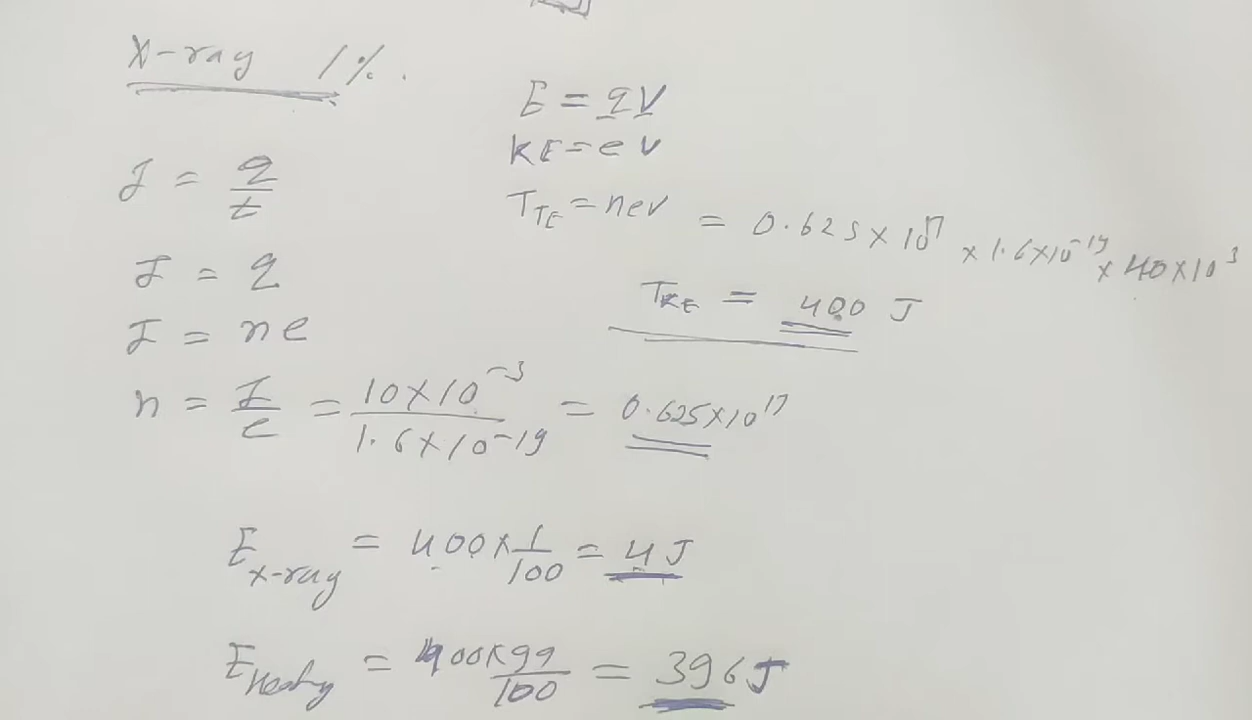 X-ray 1%.
E = qV
KE = eV
I = q/t
T_TE = nev = 0.625×10^17 ×1.6×10^-19 ×40×10^3
I = q
T_KE = 400 J
I = ne
n = I/e = 10×10^-3/1.6×10^-19 = 0.625×10^17
E_x-ray = 400×1/100 = 4J
E_Heating = 400×99/100 = 396J